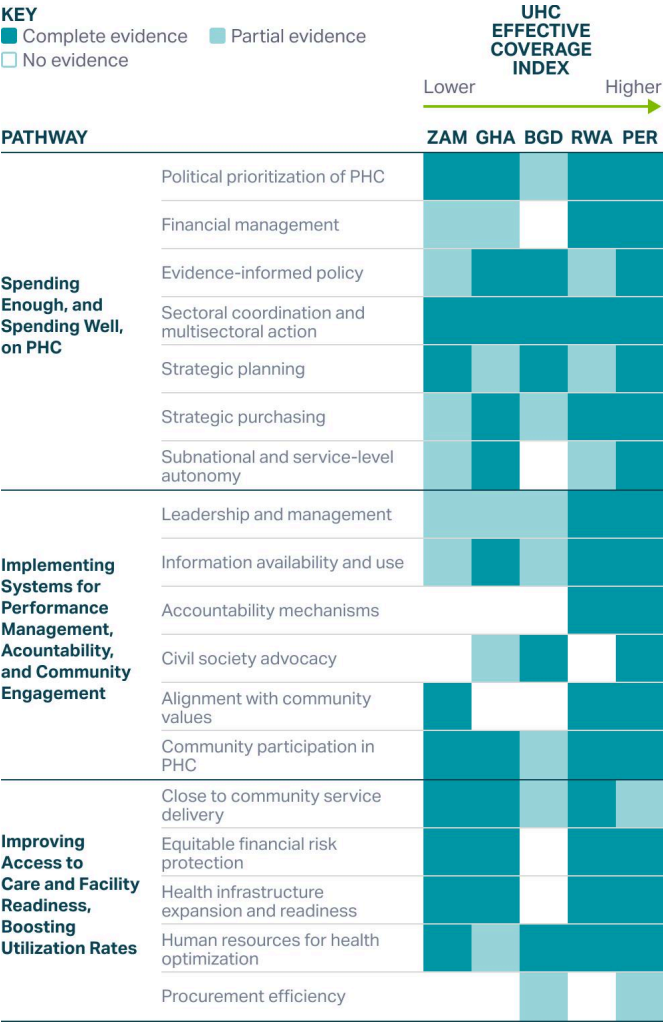 KEY
Complete evidence
Partial evidence
No evidence
UHC
EFFECTIVE
COVERAGE
INDEX
Lower
Higher
PATHWAY
ZAM GHA BGD RWA PER
Spending
Enough, and
Spending Well,
on PHC
Political prioritization of PHC
Financial management
Evidence-informed policy
Sectoral coordination and
multisectoral action
Strategic planning
Strategic purchasing
Subnational and service-level
autonomy
Implementing
Systems for
Performance
Management,
Acountability,
and Community
Engagement
Leadership and management
Information availability and use
Accountability mechanisms
Civil society advocacy
Alignment with community
values
Community participation in
PHC
Improving
Access to
Care and Facility
Readiness,
Boosting
Utilization Rates
Close to community service
delivery
Equitable financial risk
protection
Health infrastructure
expansion and readiness
Human resources for health
optimization
Procurement efficiency